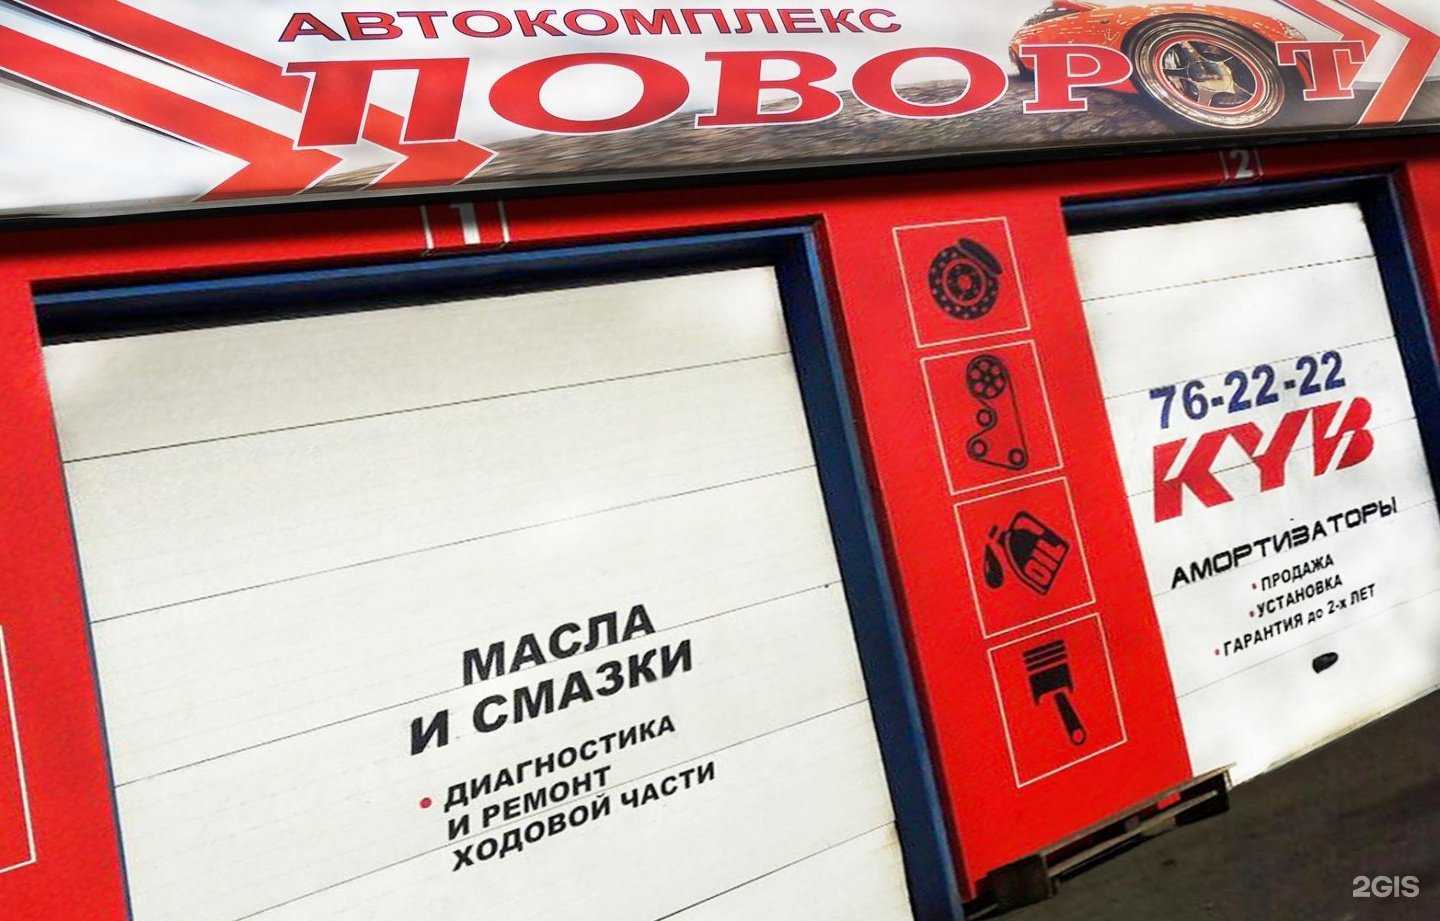 АВТОКОМПЛЕКС
ПОВОРОТ
1
2
МАСЛА
И СМАЗКИ
• ДИАГНОСТИКА
И РЕМОНТ
ХОДОВОЙ ЧАСТИ
OIL
76-22-22
KYB
АМОРТИЗАТОРЫ
• ПРОДАЖА
• УСТАНОВКА
• ГАРАНТИЯ до 2-х ЛЕТ
2GIS